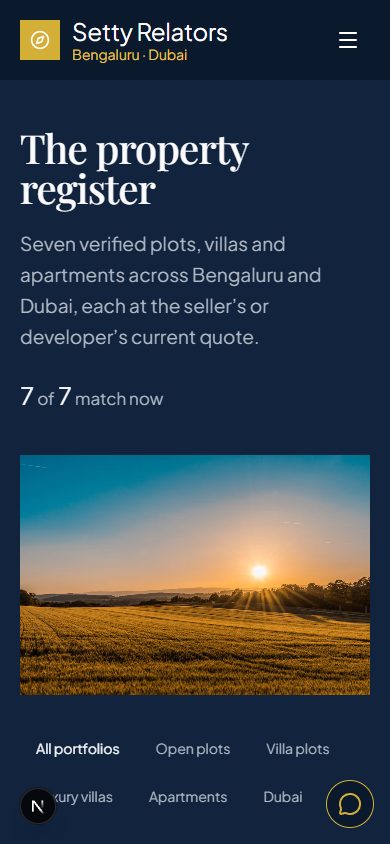 Setty Relators
Bengaluru · Dubai
The property
register
Seven verified plots, villas and
apartments across Bengaluru and
Dubai, each at the seller’s or
developer’s current quote.
7 of 7 match now
All portfolios Open plots Villa plots
N xury villas Apartments Dubai